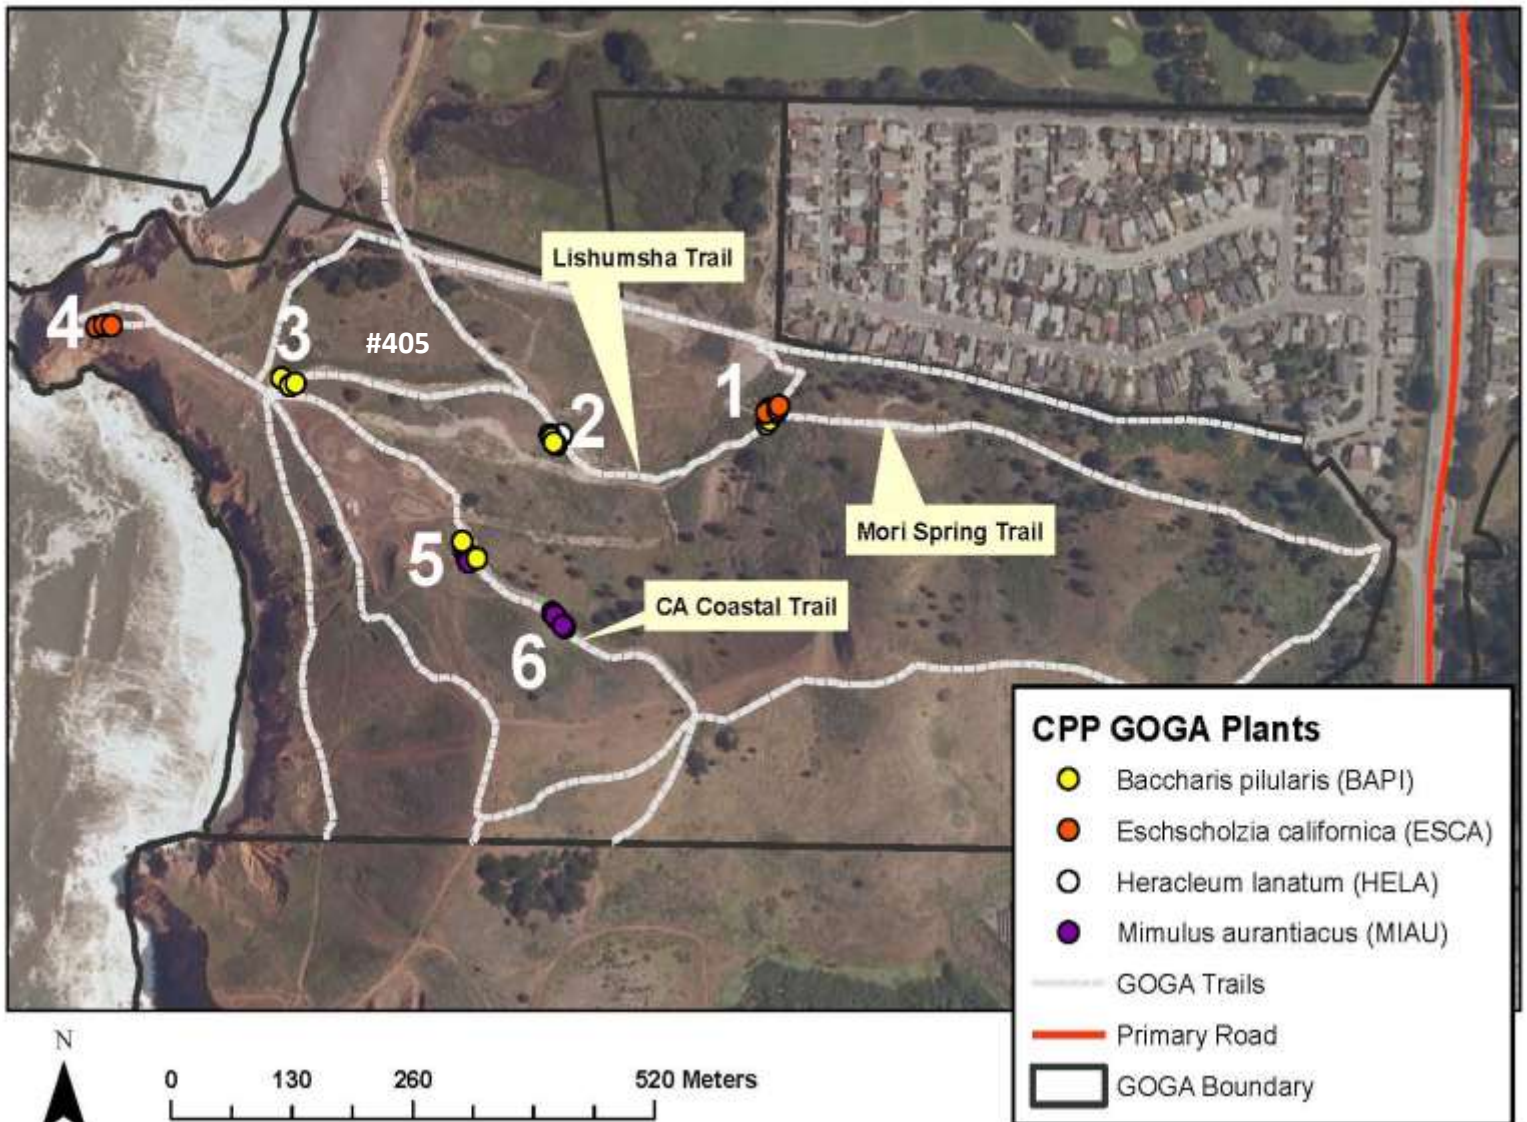 Lishumsha Trail
4
3
#405
1
2
Mori Spring Trail
5
CA Coastal Trail
6
CPP GOGA Plants
Baccharis pilularis (BAPI)
Eschscholzia californica (ESCA)
Heracleum lanatum (HELA)
Mimulus aurantiacus (MIAU)
GOGA Trails
Primary Road
GOGA Boundary
N
0 130 260 520 Meters